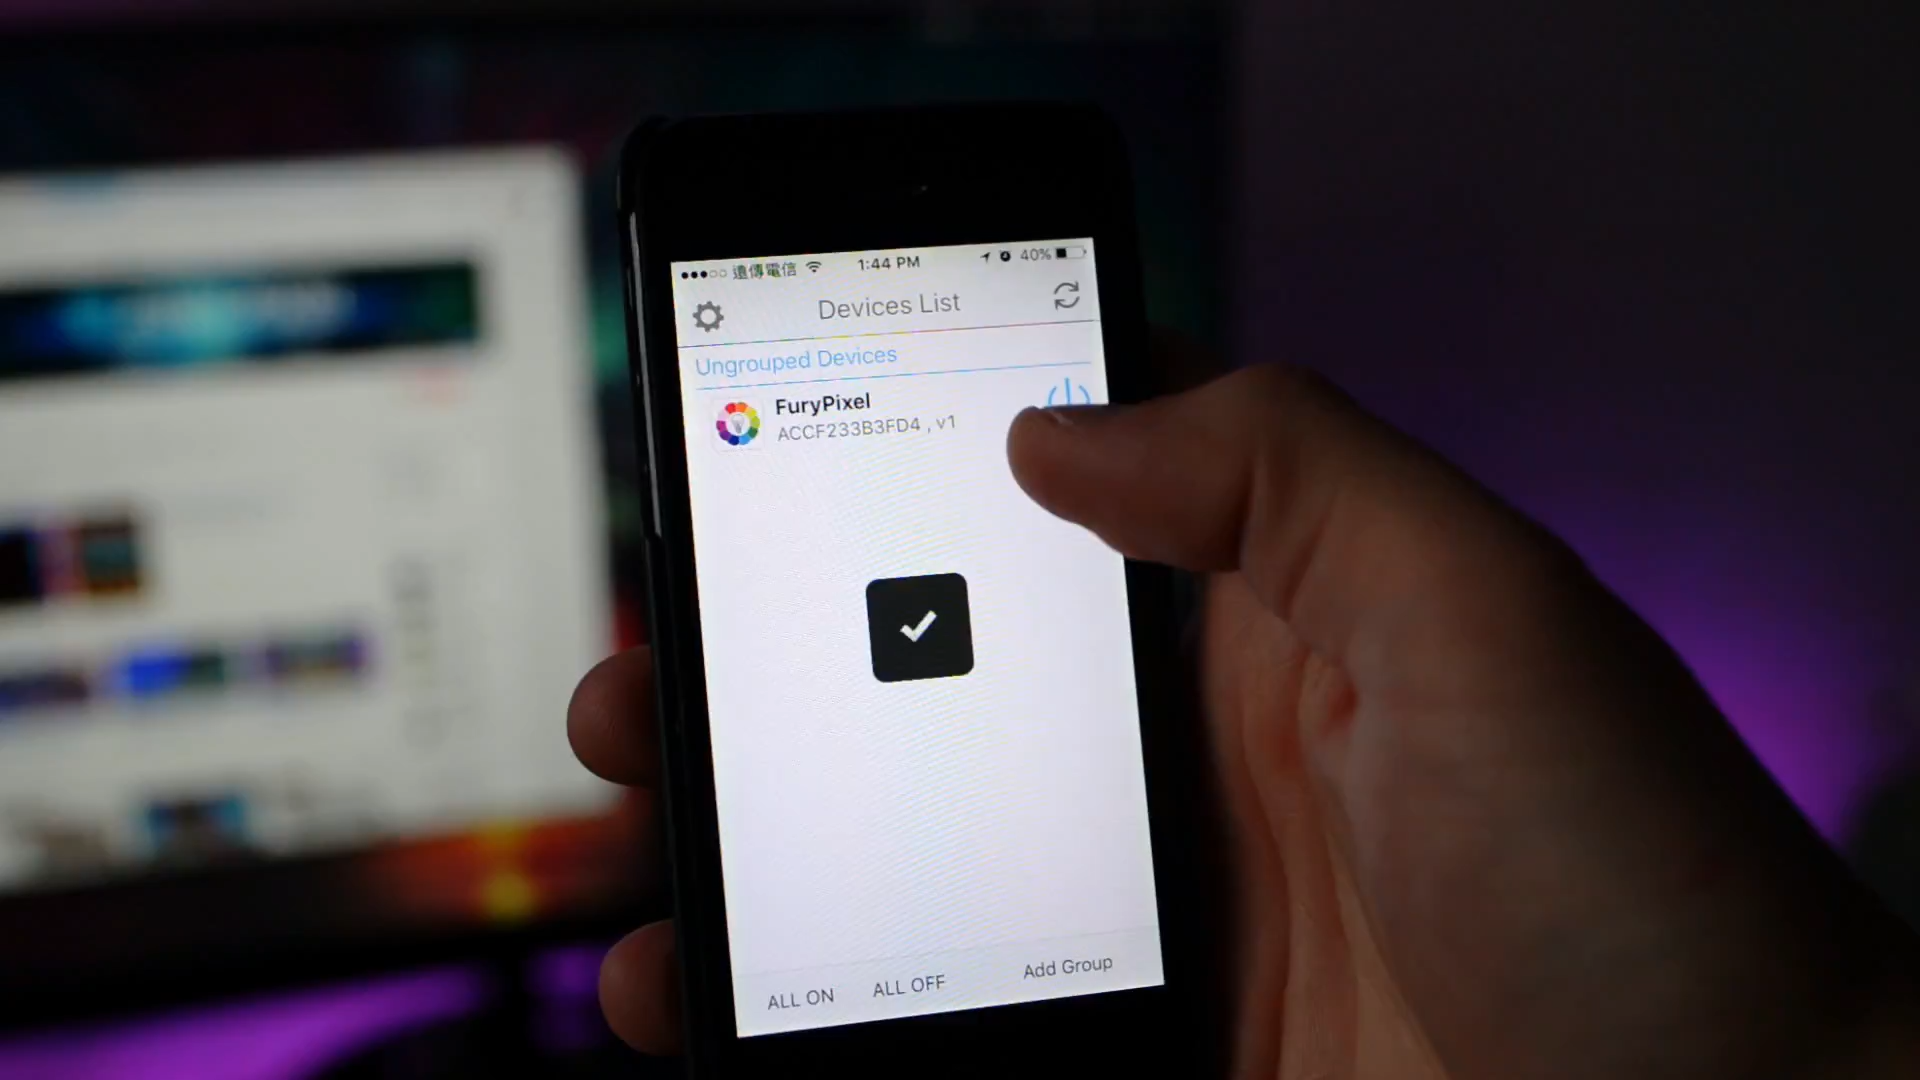 遠傳電信 1:44 PM 40%
Devices List
Ungrouped Devices
FuryPixel
ACCF233B3FD4 , v1
ALL ON ALL OFF Add Group